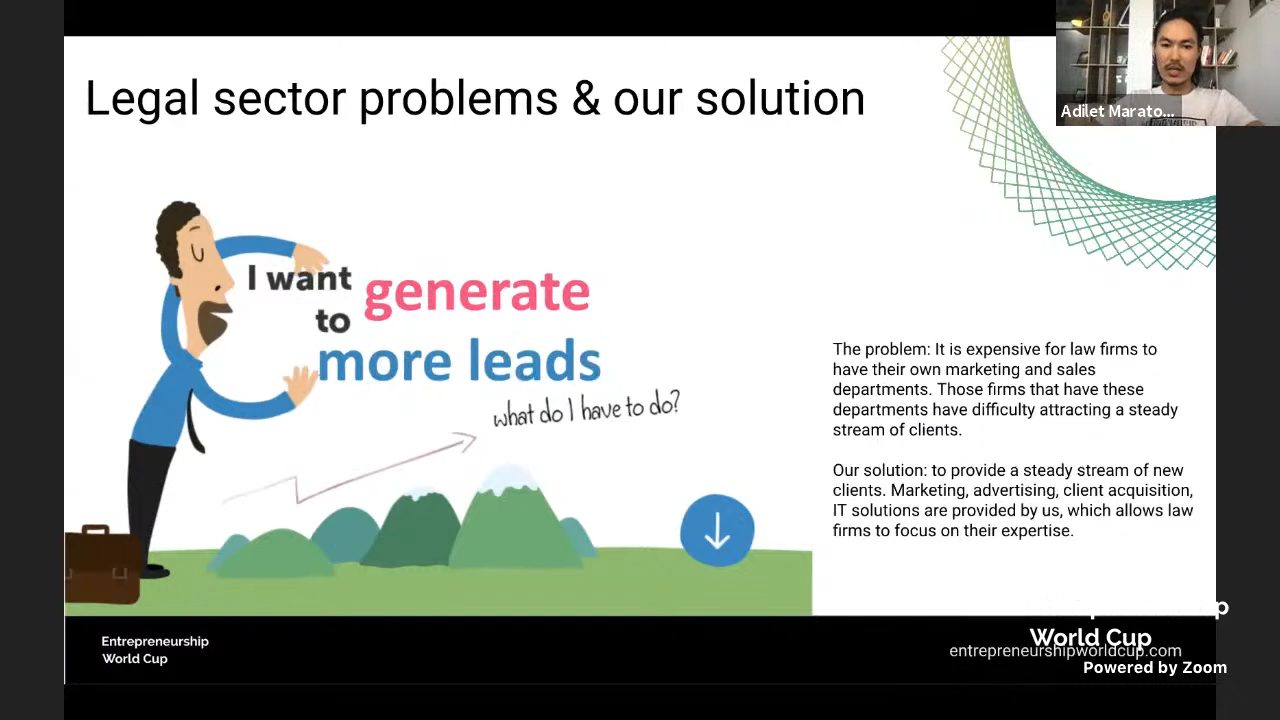 Legal sector problems & our solution
Adilet Marato...
I want
to
generate
more leads
what do I have to do?
The problem: It is expensive for law firms to
have their own marketing and sales
departments. Those firms that have these
departments have difficulty attracting a steady
stream of clients.
Our solution: to provide a steady stream of new
clients. Marketing, advertising, client acquisition,
IT solutions are provided by us, which allows law
firms to focus on their expertise.
Entrepreneurship
World Cup
World Cup
entrepreneurshipworldcup.com
Powered by Zoom